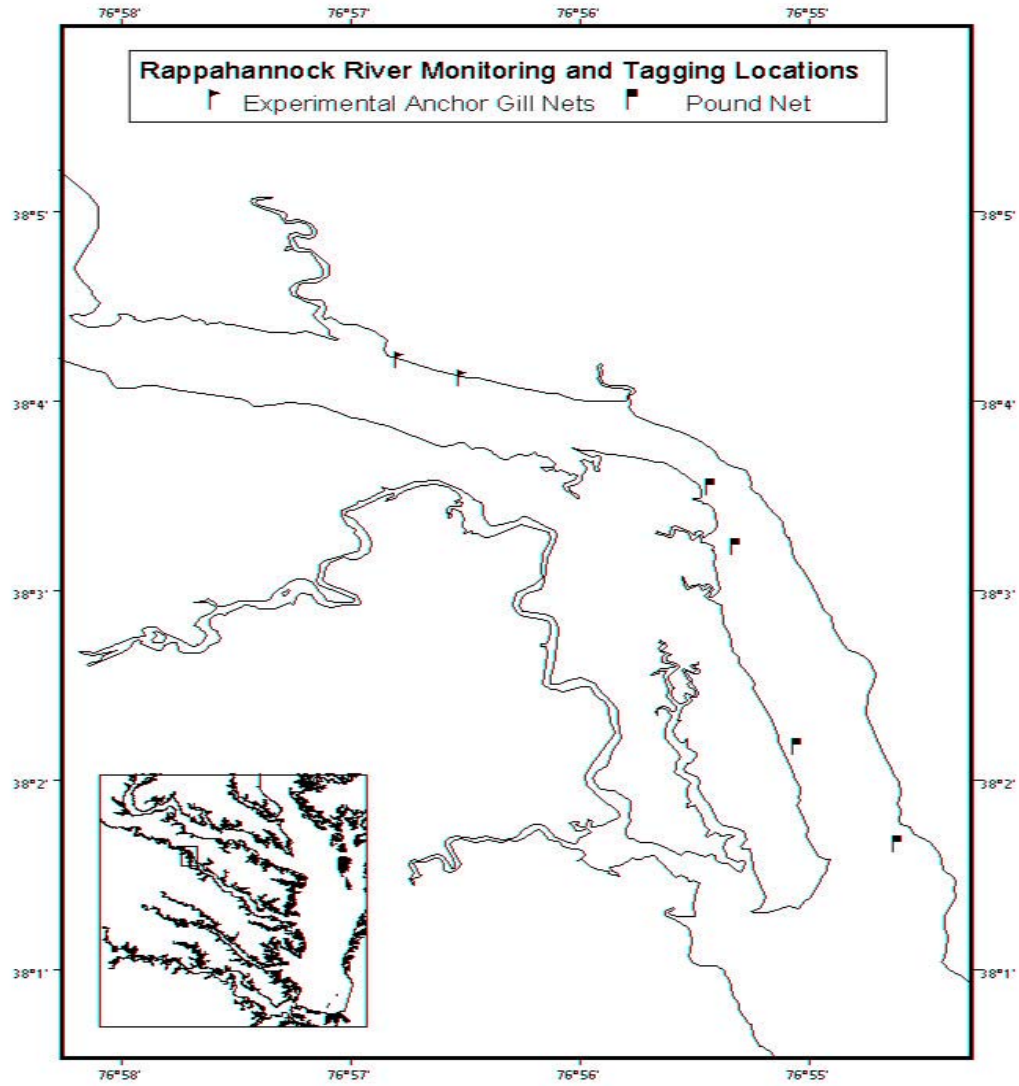 76°58' 76°57' 76°56' 76°55'
Rappahannock River Monitoring and Tagging Locations
Experimental Anchor Gill Nets Pound Net
38°5' 38°5'
38°4' 38°4'
38°3' 38°3'
38°2' 38°2'
38°1' 38°1'
76°58' 76°57' 76°56' 76°55'